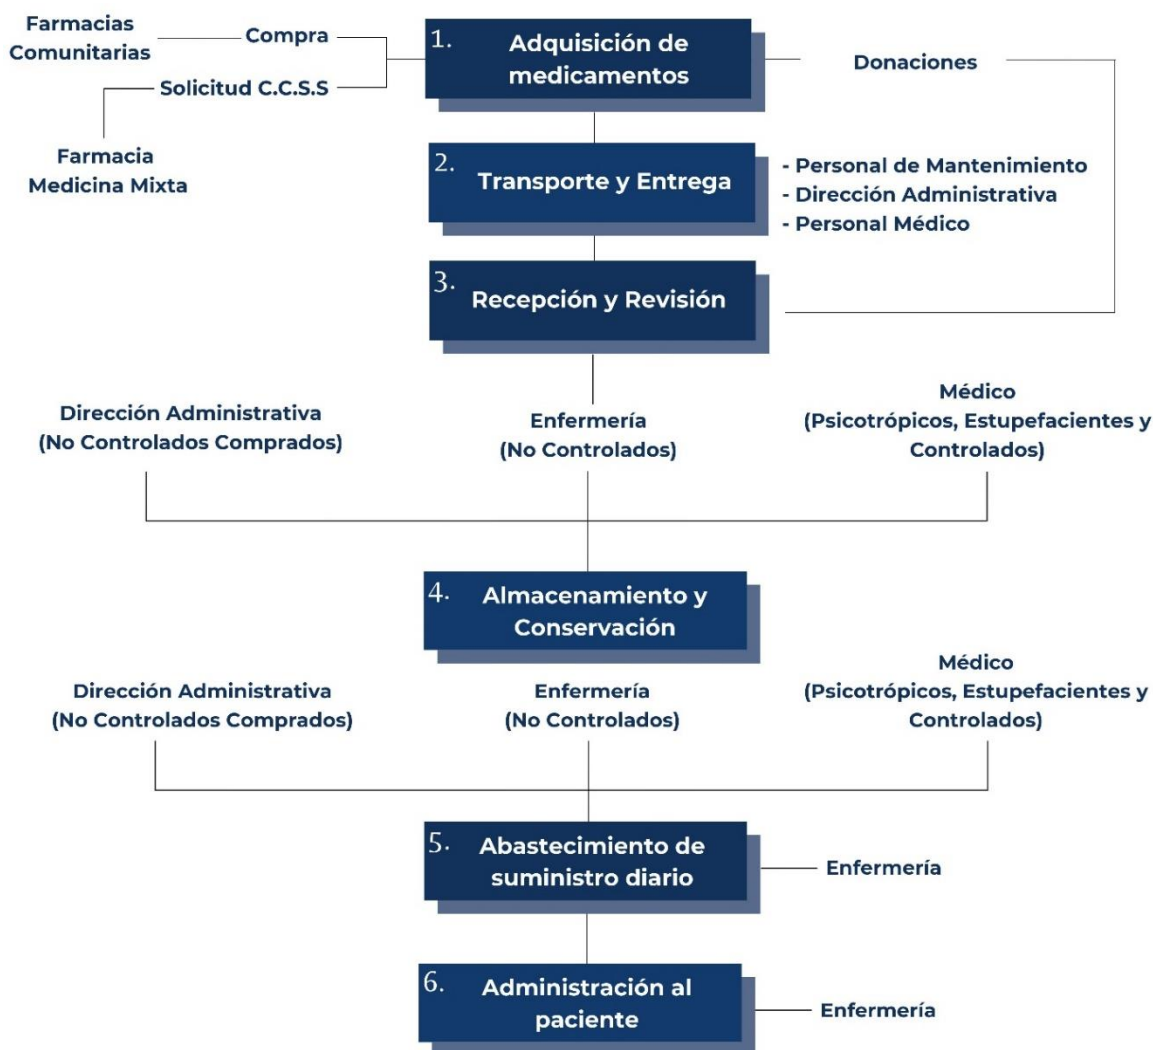 Farmacias
Comunitarias
Compra
Solicitud C.C.S.S
Farmacia
Medicina Mixta
1.
Adquisición de
medicamentos
Donaciones
2.
Transporte y Entrega
- Personal de Mantenimiento
- Dirección Administrativa
- Personal Médico
3.
Recepción y Revisión
Dirección Administrativa
(No Controlados Comprados)
Enfermería
(No Controlados)
Médico
(Psicotrópicos, Estupefacientes y
Controlados)
4.
Almacenamiento y
Conservación
Dirección Administrativa
(No Controlados Comprados)
Enfermería
(No Controlados)
Médico
(Psicotrópicos, Estupefacientes y
Controlados)
5.
Abastecimiento de
suministro diario
Enfermería
6.
Administración al
paciente
Enfermería